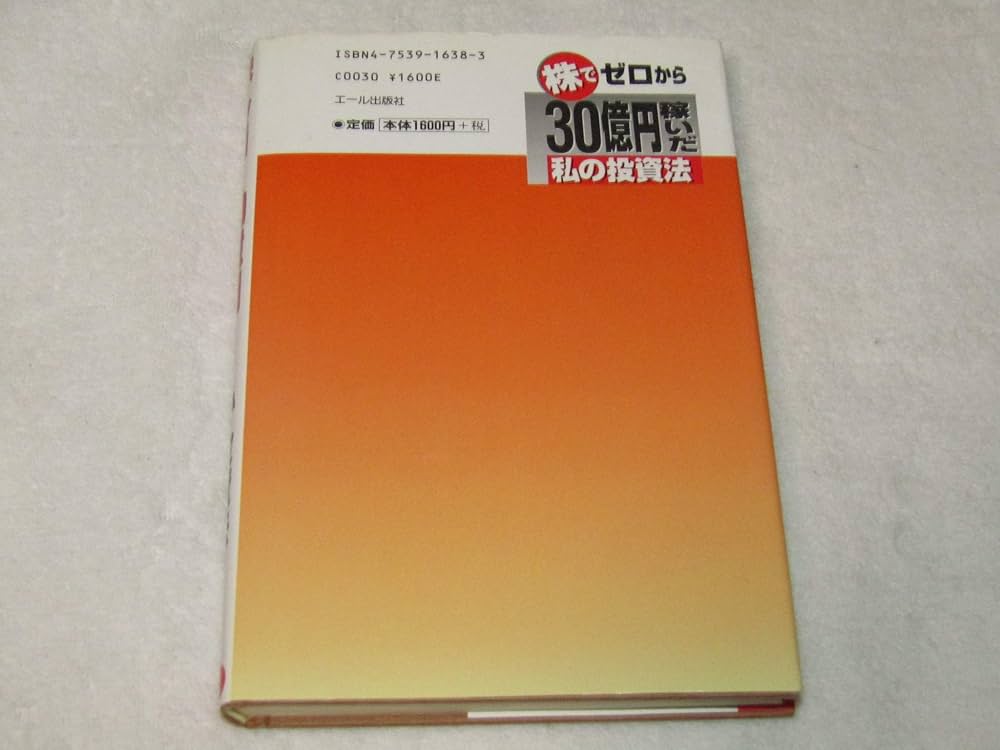 ISBN4-7539-1638-3
C0030 ¥1600E
エール出版社
●定価 本体1600円+税
株でゼロから
30億円稼いだ
私の投資法